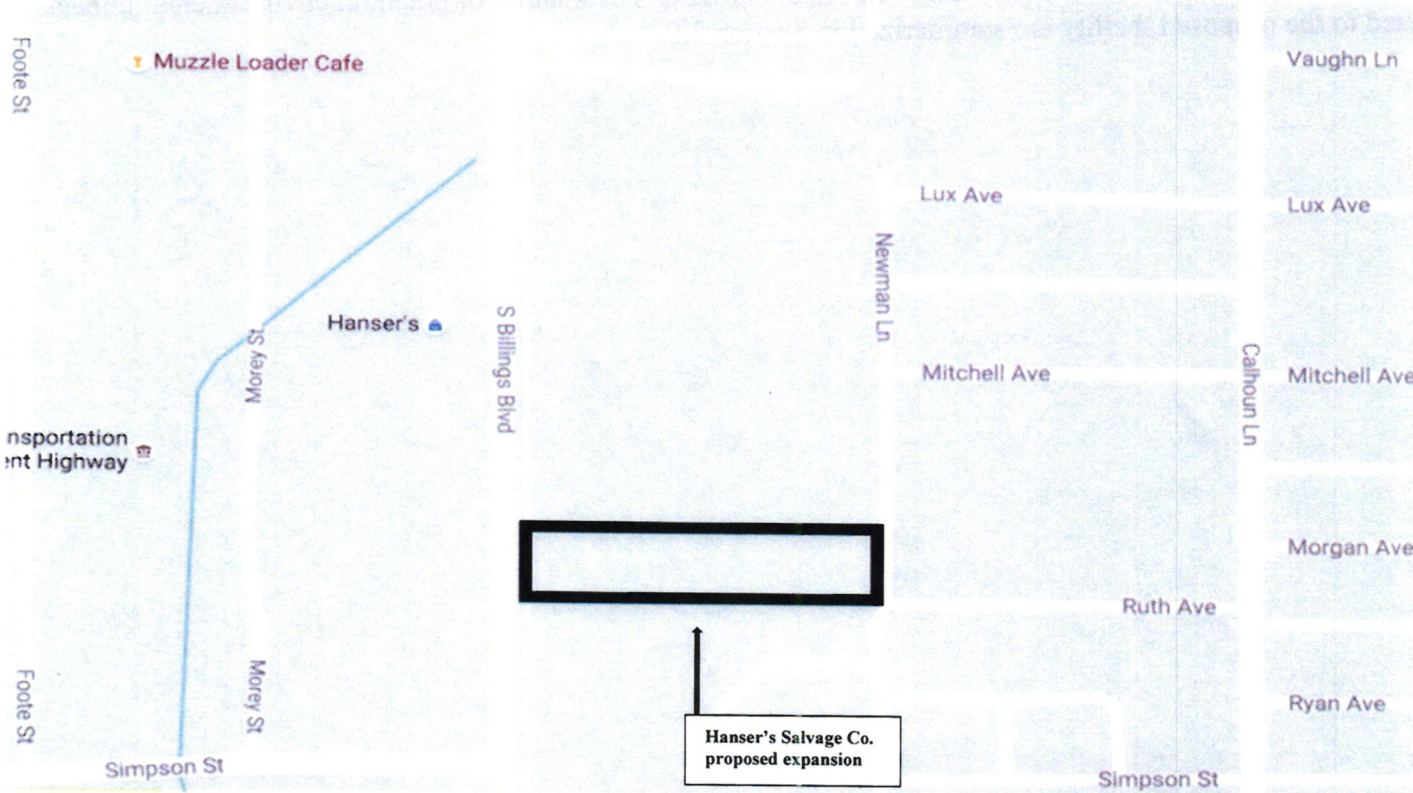 Foote St
Muzzle Loader Cafe
Vaughn Ln
Lux Ave
Lux Ave
Newman Ln
Hanser's
S Billings Blvd
Morey St
Mitchell Ave
Calhoun Ln
Mitchell Ave
nsportation
ent Highway
Morgan Ave
Ruth Ave
Foote St
Morey St
Ryan Ave
Hanser's Salvage Co.
proposed expansion
Simpson St
Simpson St